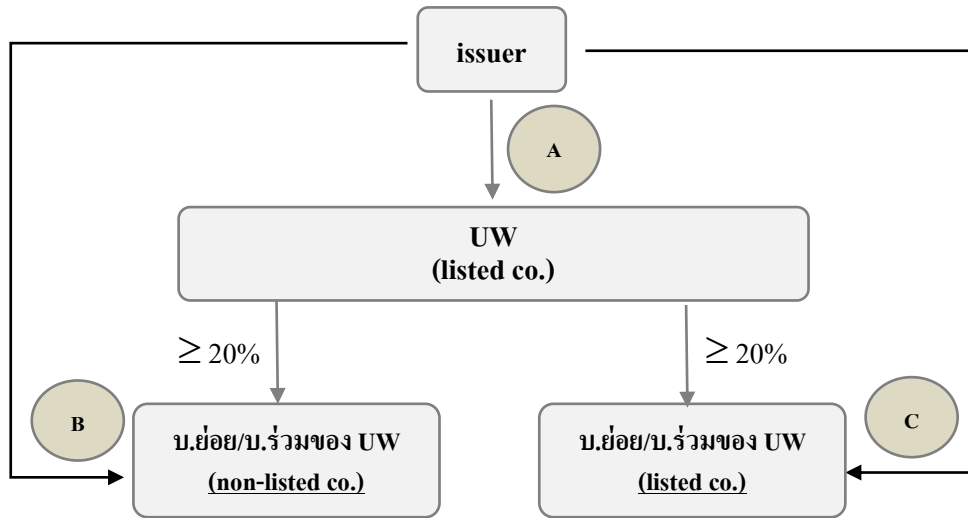 issuer
A
UW
(listed co.)
≥ 20%
≥ 20%
B
บ.ย่อย/บ.ร่วมของ UW
(non-listed co.)
บ.ย่อย/บ.ร่วมของ UW
(listed co.)
C